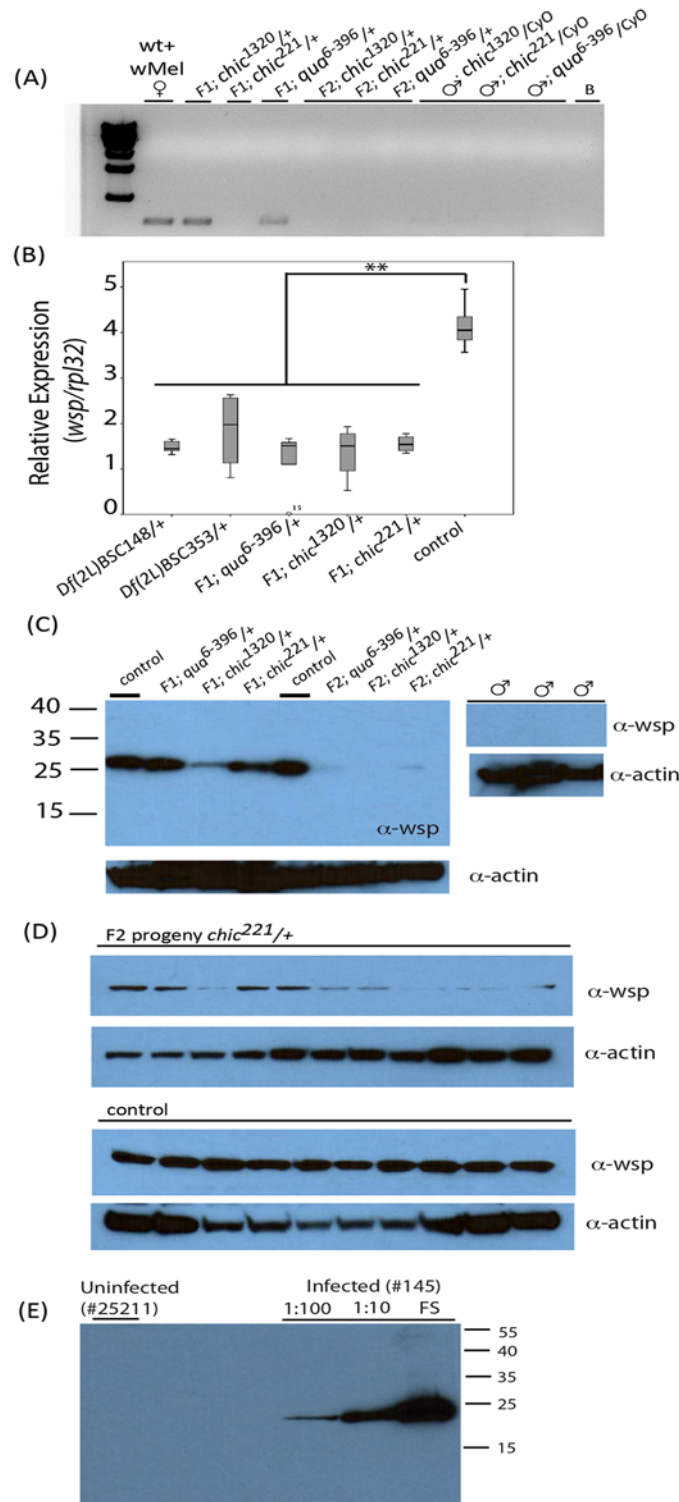 (A)
wt+
wMel
♀
F1; chic1320/+
F1; chic221/+
F1; qua6-396/+
F2; chic1320/+
F2; chic221/+
F2; qua6-396/+
♂; chic1320/CyO
♂; chic221/CyO
♂; qua6-396/CyO
B
(B)
Relative Expression
(wsp/rpl32)
5
4
3
2
1
0
**
Df(2L)BSC148/+
Df(2L)BSC353/+
F1; qua6-396/+
F1; chic1320/+
F1; chic221/+
control
(C)
control
F1; qua6-396/+
F1; chic1320/+
F1; chic221/+
control
F2; qua6-396/+
F2; chic1320/+
F2; chic221/+
40
35
25
15
α-wsp
α-actin
♂ ♂ ♂
α-wsp
α-actin
(D)
F2 progeny chic221/+
α-wsp
α-actin
control
α-wsp
α-actin
(E)
Uninfected
(#25211)
Infected (#145)
1:100 1:10 FS
55
40
35
25
15